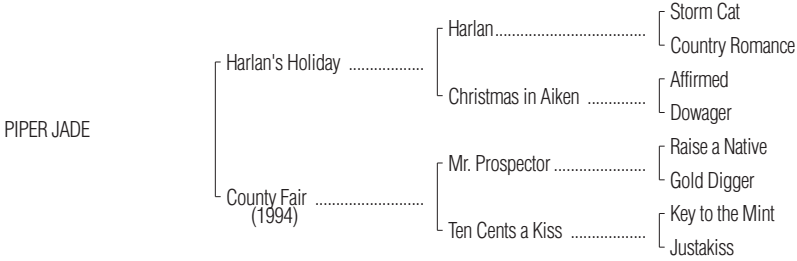 Storm Cat
Harlan....................................
Country Romance
Harlan's Holiday ..................
Affirmed
Christmas in Aiken ..............
Dowager
PIPER JADE
Raise a Native
Mr. Prospector ......................
Gold Digger
County Fair ..........................
(1994)
Key to the Mint
Ten Cents a Kiss ..................
Justakiss